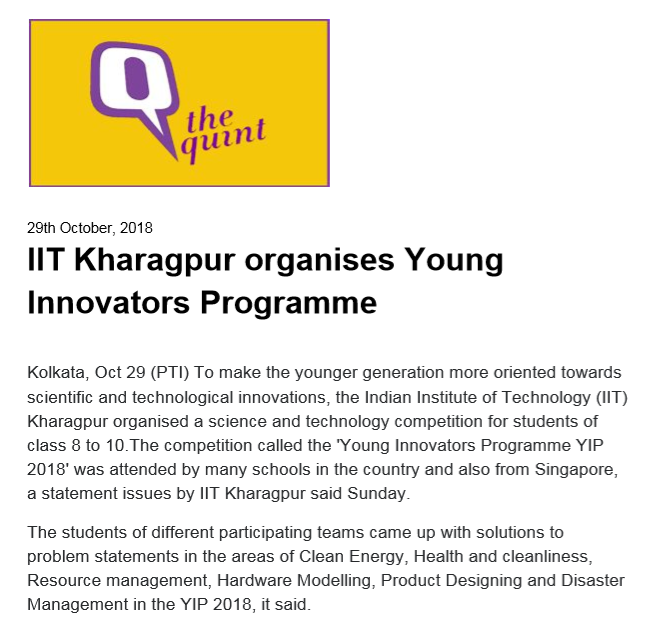 the
quint
29th October, 2018
IIT Kharagpur organises Young
Innovators Programme
Kolkata, Oct 29 (PTI) To make the younger generation more oriented towards
scientific and technological innovations, the Indian Institute of Technology (IIT)
Kharagpur organised a science and technology competition for students of
class 8 to 10.The competition called the 'Young Innovators Programme YIP
2018' was attended by many schools in the country and also from Singapore,
a statement issues by IIT Kharagpur said Sunday.
The students of different participating teams came up with solutions to
problem statements in the areas of Clean Energy, Health and cleanliness,
Resource management, Hardware Modelling, Product Designing and Disaster
Management in the YIP 2018, it said.